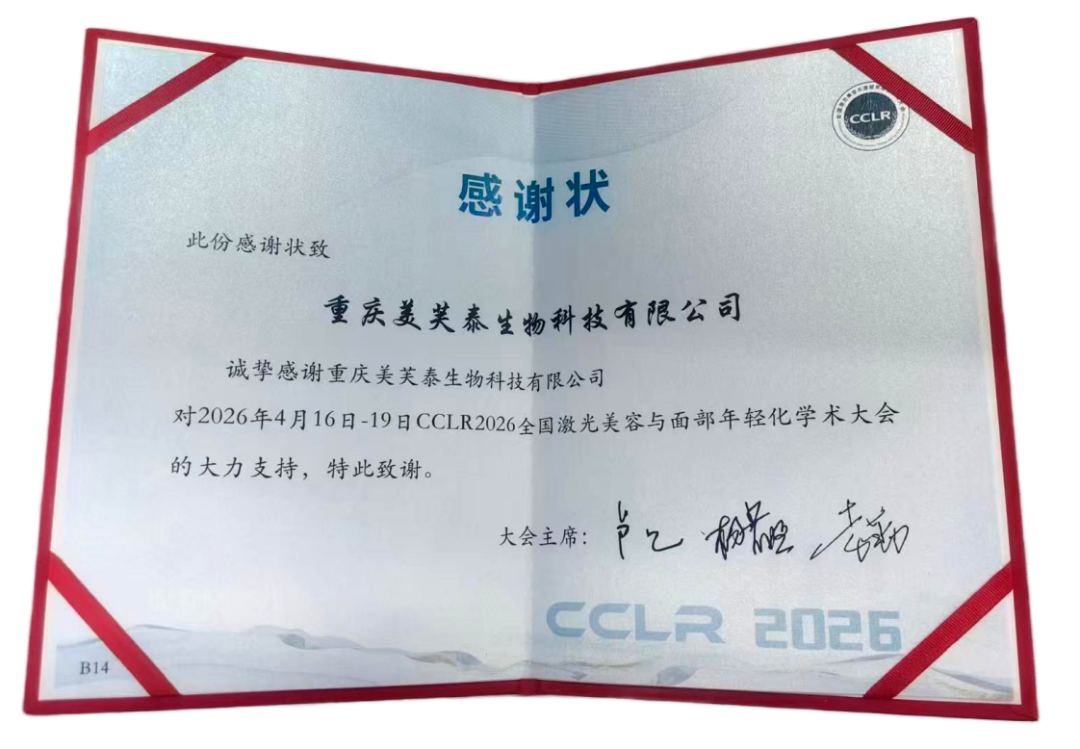 CCLR
感谢状
此份感谢状致
重庆美芙泰生物科技有限公司
诚挚感谢重庆美芙泰生物科技有限公司
对2026年4月16日-19日CCLR2026全国激光美容与面部年轻化学术大会
的大力支持，特此致谢。
大会主席：
CCLR 2026
B14